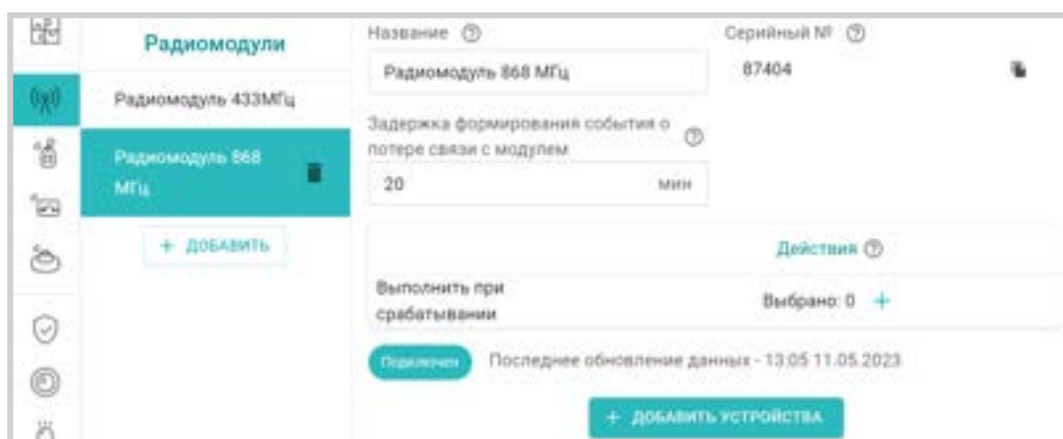 Радиомодули
Радиомодуль 433МГц
Радиомодуль 868
МГц
+ ДОБАВИТЬ
Название
Радиомодуль 868 МГц
Серийный №
87404
Задержка формирования события о
потере связи с модулем
20 мин
Действия
Выполнить при
срабатывании
Выбрано: 0 +
Подключен
Последнее обновление данных - 13:05 11.05.2023
+ ДОБАВИТЬ УСТРОЙСТВА